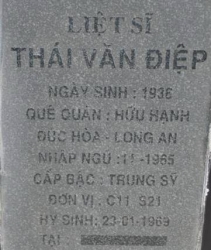 LIỆT SĨ
THÁI VĂN ĐIỆP
NGÀY SINH : 1936
QUÊ QUÁN : HỮU HẠNH
ĐỨC HÒA - LONG AN
NHẬP NGŨ : 11 -1965
CẤP BẬC : TRUNG SỸ
ĐƠN VỊ : C11 S21
HY SINH: 23-01-1969
TẠI :